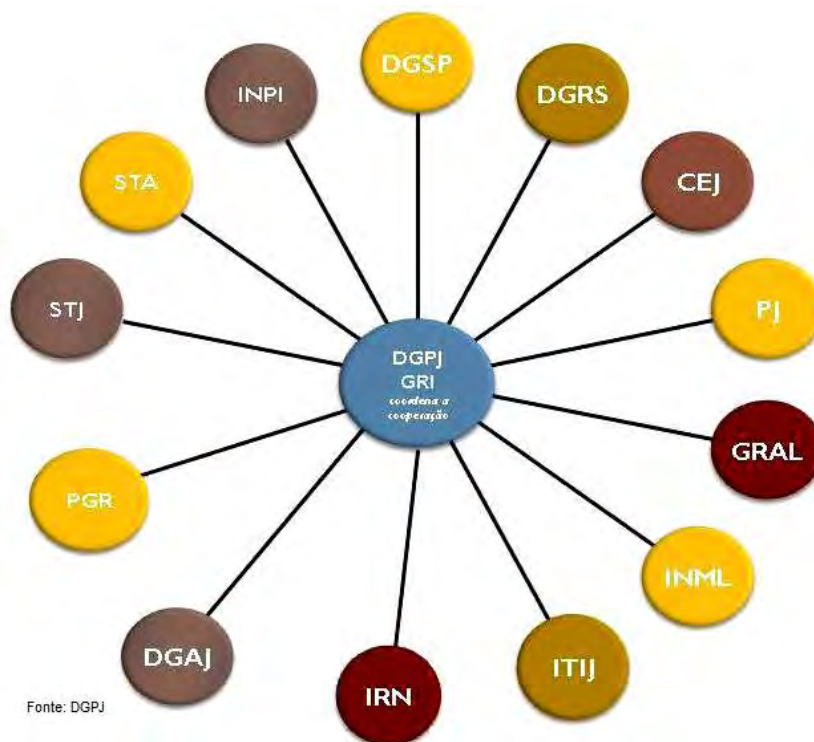 DGSP
DGRS
INPI
CEJ
STA
PJ
STJ
DGPJ
GRI
coordena a
cooperação
GRAL
PGR
INML
DGAJ
ITIJ
IRN
Fonte: DGPJ